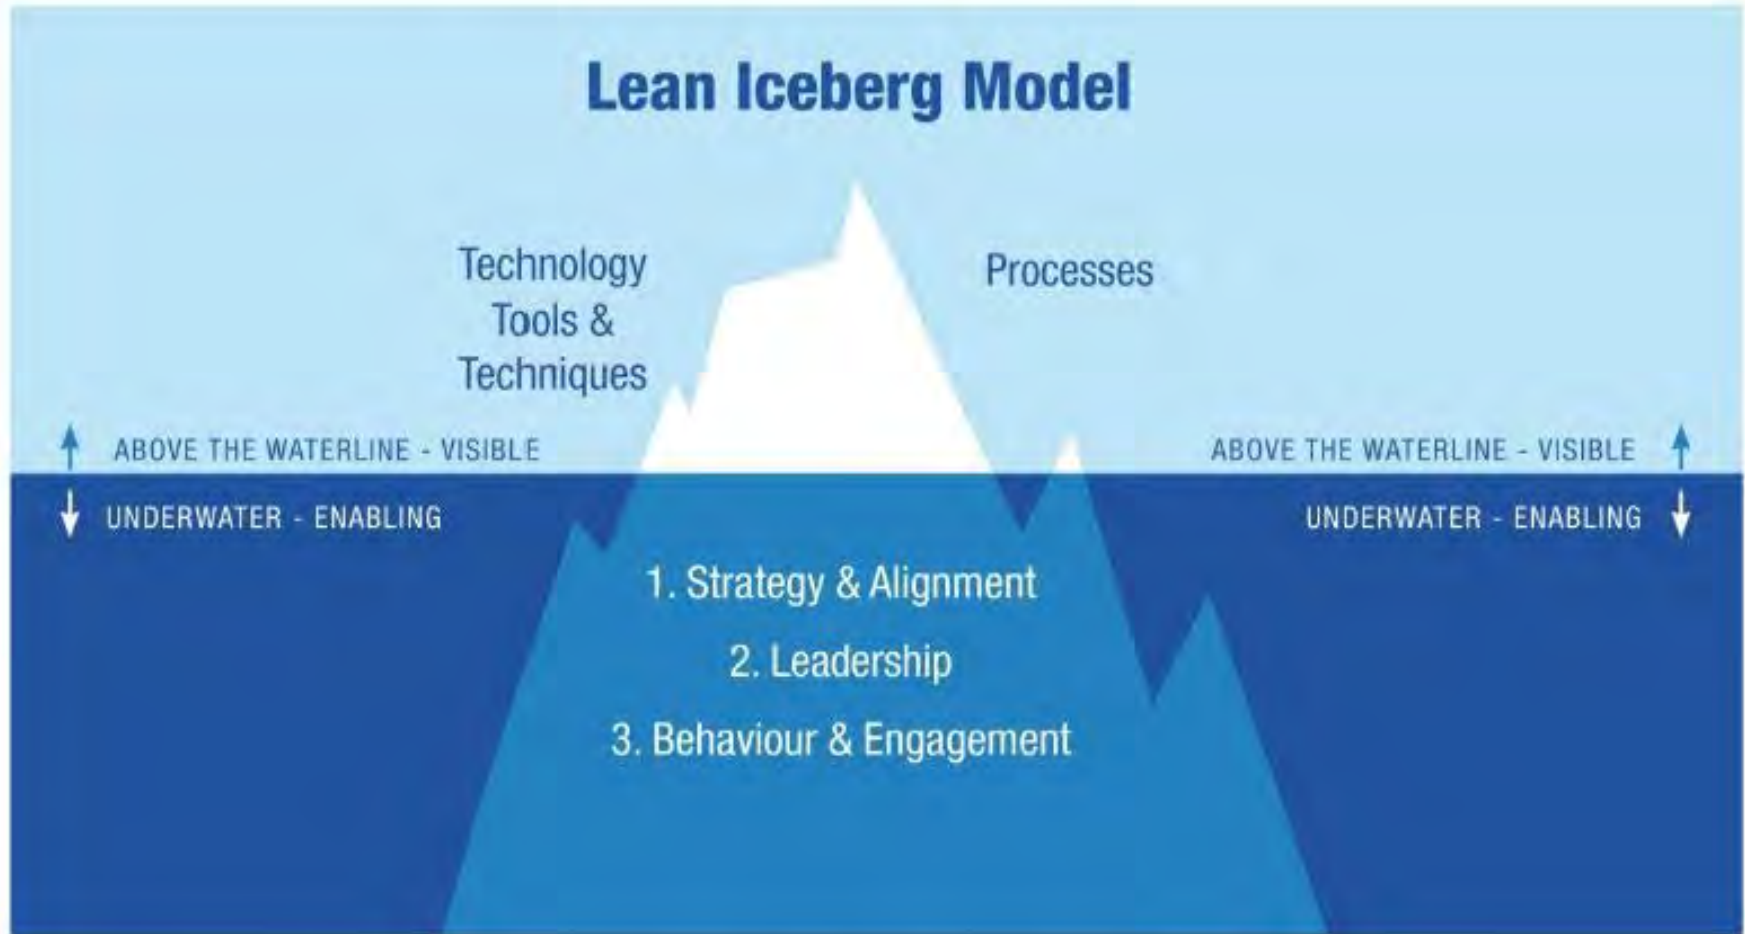 Lean Iceberg Model
Technology
Tools &
Techniques
Processes
ABOVE THE WATERLINE - VISIBLE
ABOVE THE WATERLINE - VISIBLE
UNDERWATER - ENABLING
UNDERWATER - ENABLING
1. Strategy & Alignment
2. Leadership
3. Behaviour & Engagement